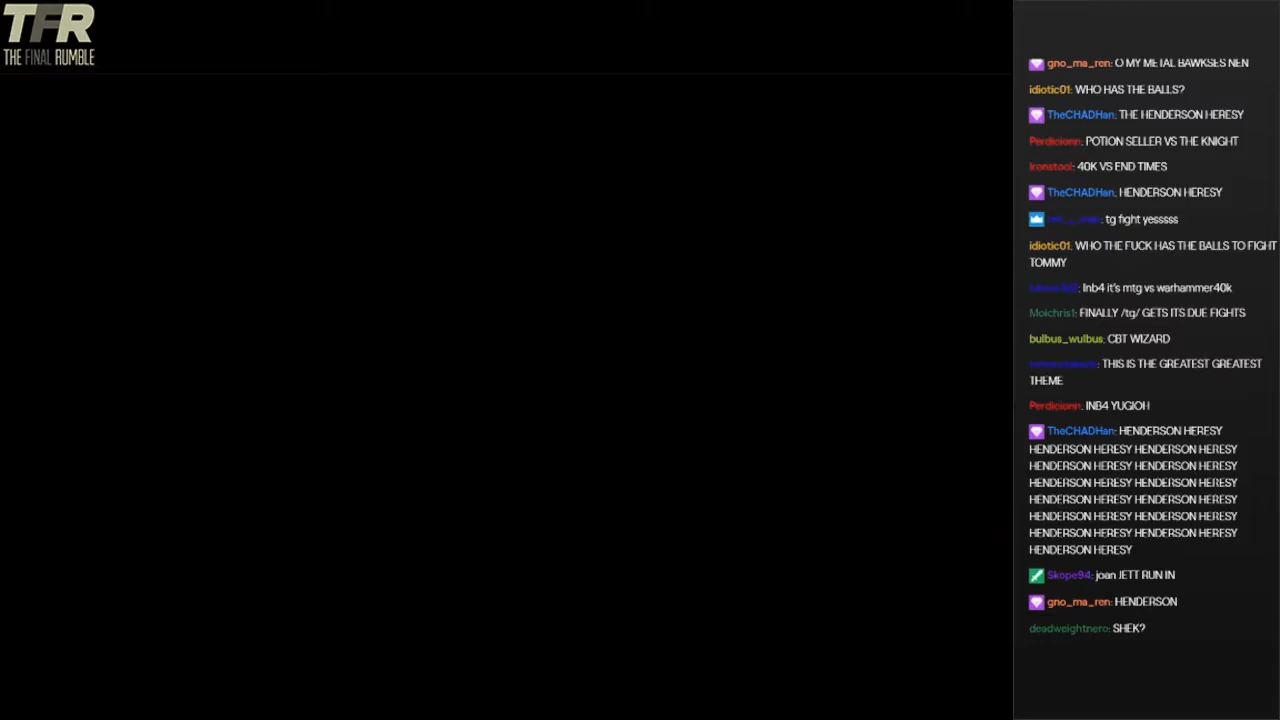 TFR
THE FINAL RUMBLE
gno_ma_ren: O MY METAL BAWKSES NEN
idiotic01: WHO HAS THE BALLS?
TheCHADHan: THE HENDERSON HERESY
Perdicionn: POTION SELLER VS THE KNIGHT
Ironstool: 40K VS END TIMES
TheCHADHan: HENDERSON HERESY
: tg fight yesssss
idiotic01: WHO THE FUCK HAS THE BALLS TO FIGHT
TOMMY
: Inb4 it's mtg vs warhammer40k
Moichris1: FINALLY /tg/ GETS ITS DUE FIGHTS
bulbus_wulbus: CBT WIZARD
: THIS IS THE GREATEST GREATEST
THEME
Perdicionn: INB4 YUGIOH
TheCHADHan: HENDERSON HERESY
HENDERSON HERESY HENDERSON HERESY
HENDERSON HERESY HENDERSON HERESY
HENDERSON HERESY HENDERSON HERESY
HENDERSON HERESY HENDERSON HERESY
HENDERSON HERESY HENDERSON HERESY
HENDERSON HERESY HENDERSON HERESY
HENDERSON HERESY
Skope94: joan JETT RUN IN
gno_ma_ren: HENDERSON
deadweightnero: SHEK?